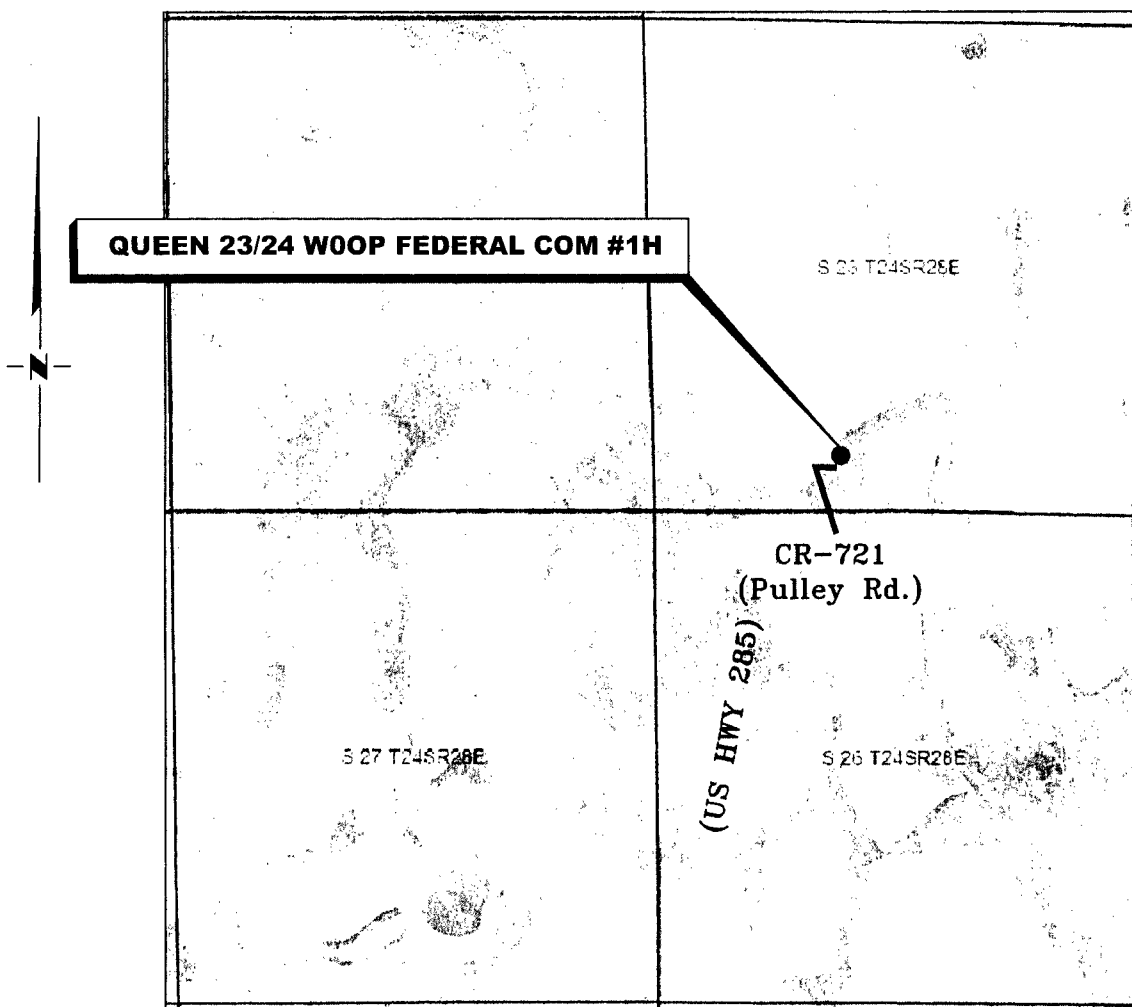 QUEEN 23/24 W0OP FEDERAL COM #1H
S 23 T24SR28E
N
CR-721
(Pulley Rd.)
(US HWY 285)
S 27 T24SR28E
S 26 T24SR28E